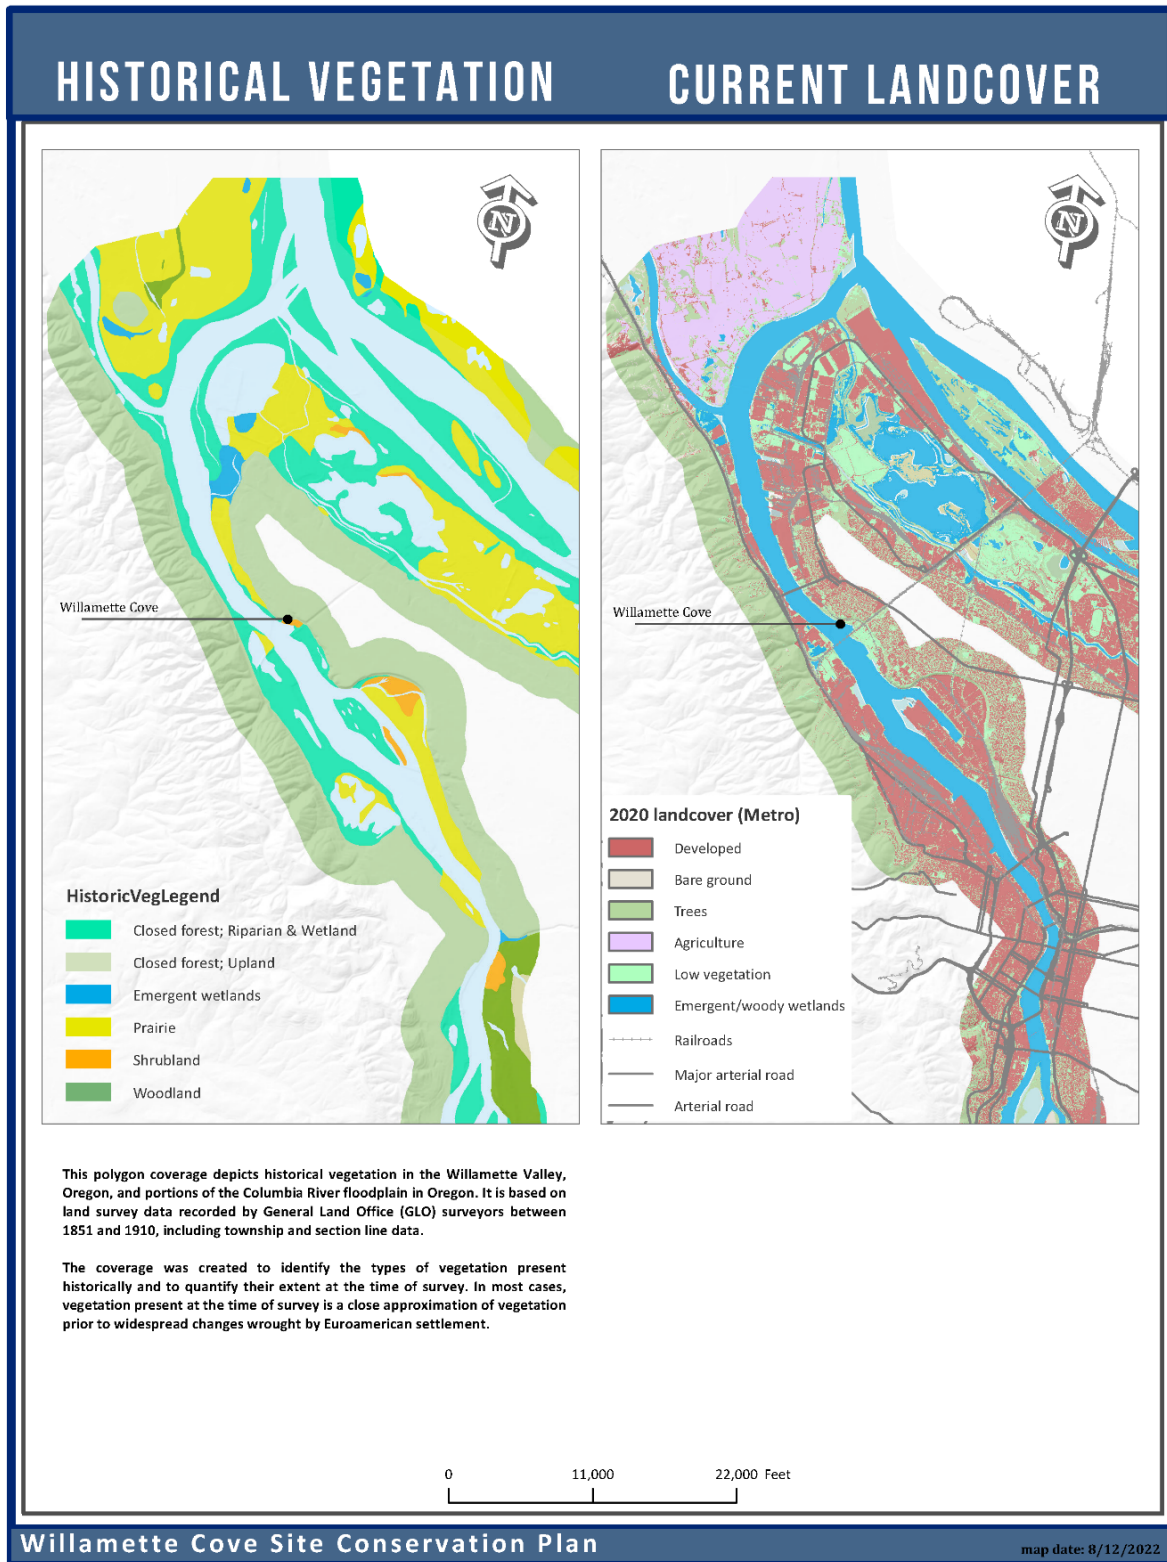 HISTORICAL VEGETATION
CURRENT LANDCOVER
N
Willamette Cove
HistoricVegLegend
Closed forest; Riparian & Wetland
Closed forest; Upland
Emergent wetlands
Prairie
Shrubland
Woodland
N
Willamette Cove
2020 landcover (Metro)
Developed
Bare ground
Trees
Agriculture
Low vegetation
Emergent/woody wetlands
Railroads
Major arterial road
Arterial road
This polygon coverage depicts historical vegetation in the Willamette Valley,
Oregon, and portions of the Columbia River floodplain in Oregon. It is based on
land survey data recorded by General Land Office (GLO) surveyors between
1851 and 1910, including township and section line data.
The coverage was created to identify the types of vegetation present
historically and to quantify their extent at the time of survey. In most cases,
vegetation present at the time of survey is a close approximation of vegetation
prior to widespread changes wrought by Euroamerican settlement.
0 11,000 22,000 Feet
Willamette Cove Site Conservation Plan
map date: 8/12/2022